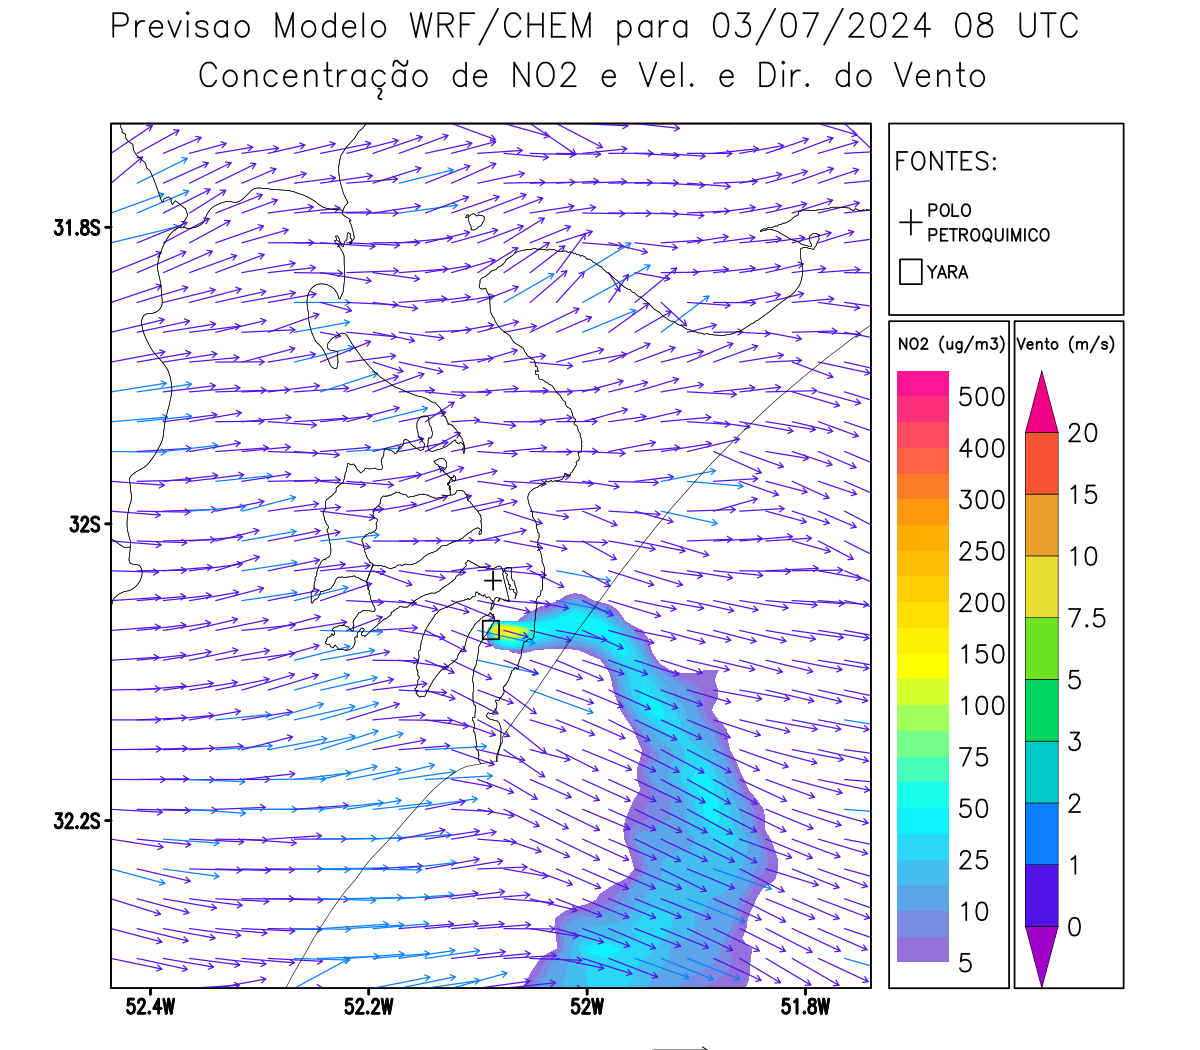 Previsao Modelo WRF/CHEM para 03/07/2024 08 UTC
Concentração de NO2 e Vel. e Dir. do Vento
FONTES:
POLO
PETROQUIMICO
YARA
NO2 (ug/m3)
500
400
300
250
200
150
100
75
50
25
10
5
Vento (m/s)
20
15
10
7.5
5
3
2
1
0
31.8S
32S
32.2S
52.4W
52.2W
52W
51.8W